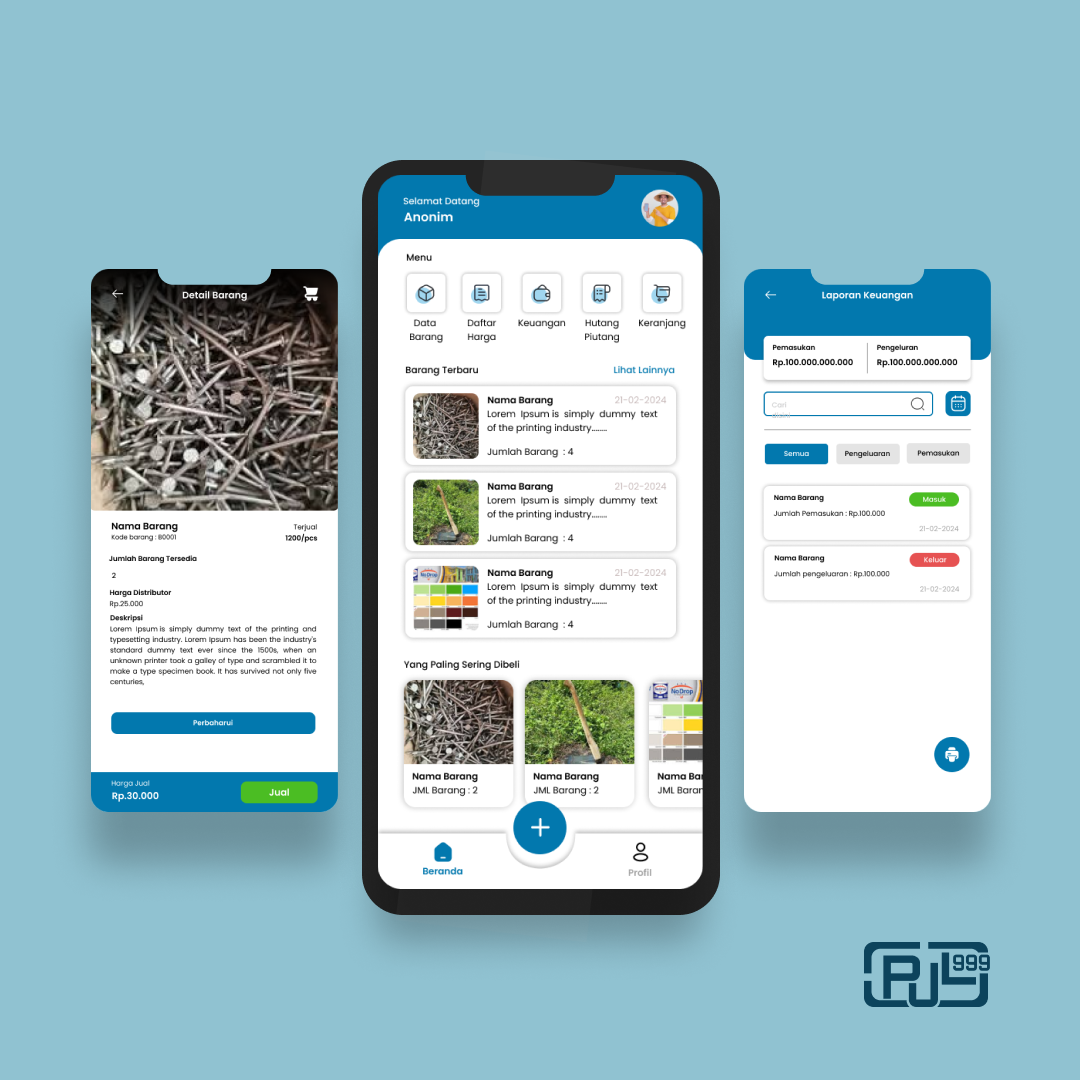 Detail Barang
Nama Barang
Kode barang : B0001
Terjual
1200/pcs
Jumlah Barang Tersedia
2
Harga Distributor
Rp.25.000
Deskripsi
Lorem Ipsum is simply dummy text of the printing and
typesetting industry. Lorem Ipsum has been the industry's
standard dummy text ever since the 1500s, when an
unknown printer took a galley of type and scrambled it to
make a type specimen book. It has survived not only five
centuries,
Perbaharui
Harga Jual
Rp.30.000
Jual
Selamat Datang
Anonim
Menu
Data
Barang
Daftar
Harga
Keuangan
Hutang
Piutang
Keranjang
Barang Terbaru
Lihat Lainnya
Nama Barang
21-02-2024
Lorem Ipsum is simply dummy text
of the printing industry........
Jumlah Barang : 4
Nama Barang
21-02-2024
Lorem Ipsum is simply dummy text
of the printing industry........
Jumlah Barang : 4
NoDrop
Nama Barang
21-02-2024
Lorem Ipsum is simply dummy text
of the printing industry........
Jumlah Barang : 4
Yang Paling Sering Dibeli
Nama Barang
JML Barang : 2
Nama Barang
JML Barang : 2
NoDrop
Nama Bar
JML Baran
Beranda
Profil
Laporan Keuangan
Pemasukan
Rp.100.000.000.000
Pengeluran
Rp.100.000.000.000
Cari
Semua
Pengeluaran
Pemasukan
Nama Barang
Masuk
Jumlah Pemasukan : Rp.100.000
21-02-2024
Nama Barang
Keluar
Jumlah pengeluaran : Rp.100.000
21-02-2024
PJL 999